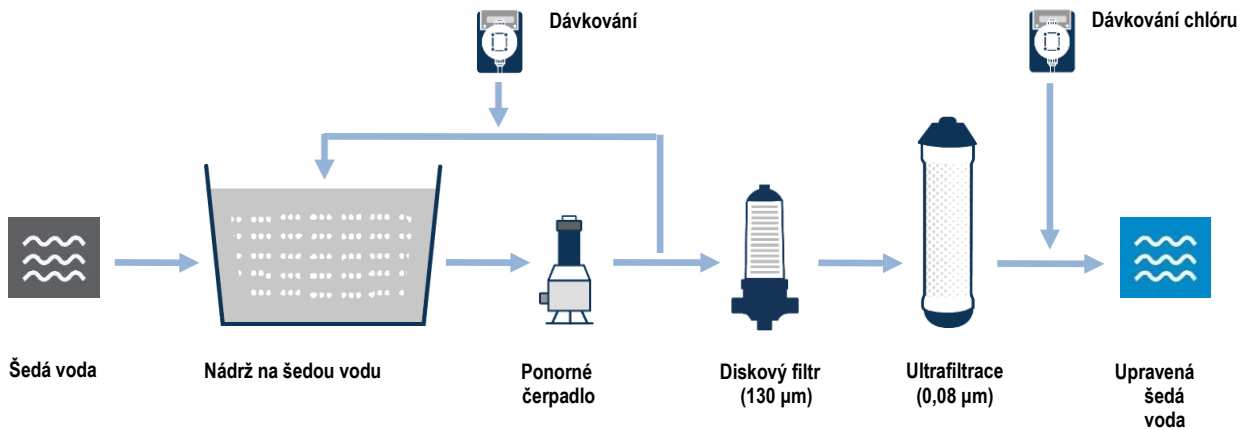 Dávkování
Dávkování chlóru
Šedá voda
Nádrž na šedou vodu
Ponorné
čerpadlo
Diskový filtr
(130 µm)
Ultrafiltrace
(0,08 µm)
Upravená
šedá
voda